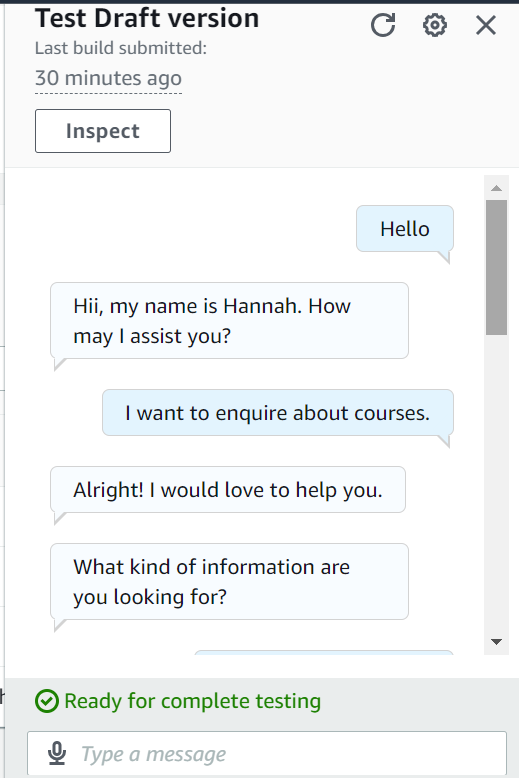 Test Draft version
Last build submitted:
30 minutes ago
Inspect
Hello
Hii, my name is Hannah. How
may I assist you?
I want to enquire about courses.
Alright! I would love to help you.
What kind of information are
you looking for?
Ready for complete testing
Type a message